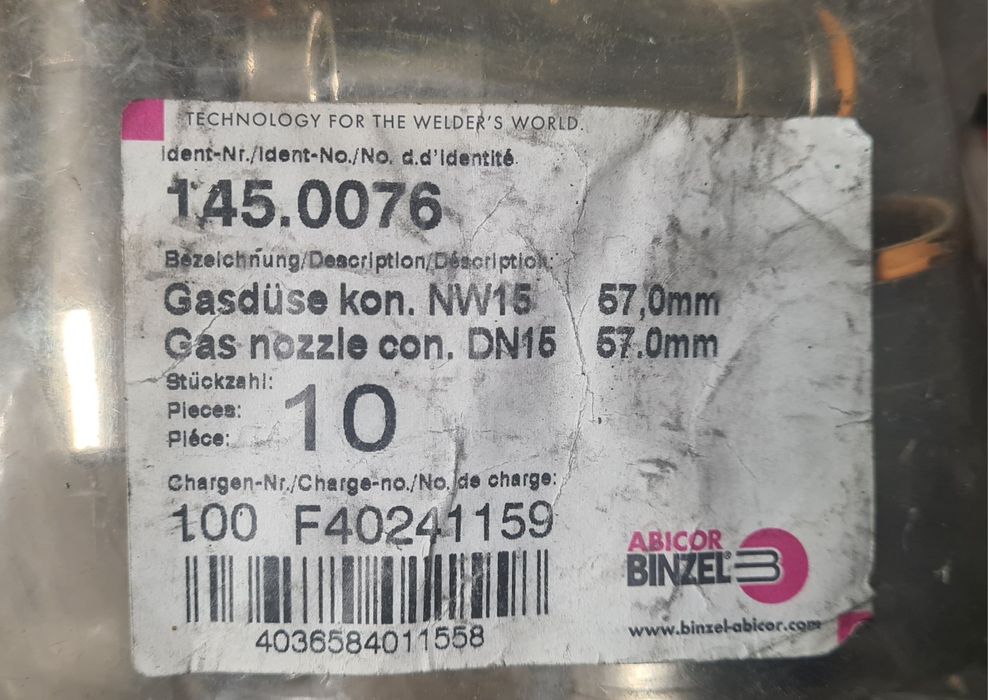 TECHNOLOGY FOR THE WELDER'S WORLD.
Ident-Nr./Ident-No./No. d.d'Identité
145.0076
Bezeichnung/Description/Déscription:
Gasdüse kon. NW15 57,0mm
Gas nozzle con. DN15 57.0mm
Stückzahl:
Pieces:
Piéce:
10
Chargen-Nr./Charge-no./No. de charge:
100 F40241159
4036584011558
ABICOR
BINZEL®
www.binzel-abicor.com